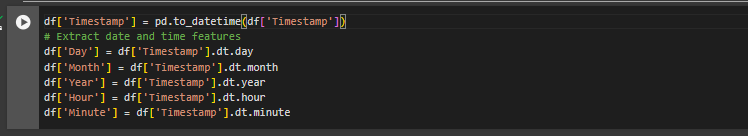 df['Timestamp'] = pd.to_datetime(df['Timestamp'])
# Extract date and time features
df['Day'] = df['Timestamp'].dt.day
df['Month'] = df['Timestamp'].dt.month
df['Year'] = df['Timestamp'].dt.year
df['Hour'] = df['Timestamp'].dt.hour
df['Minute'] = df['Timestamp'].dt.minute